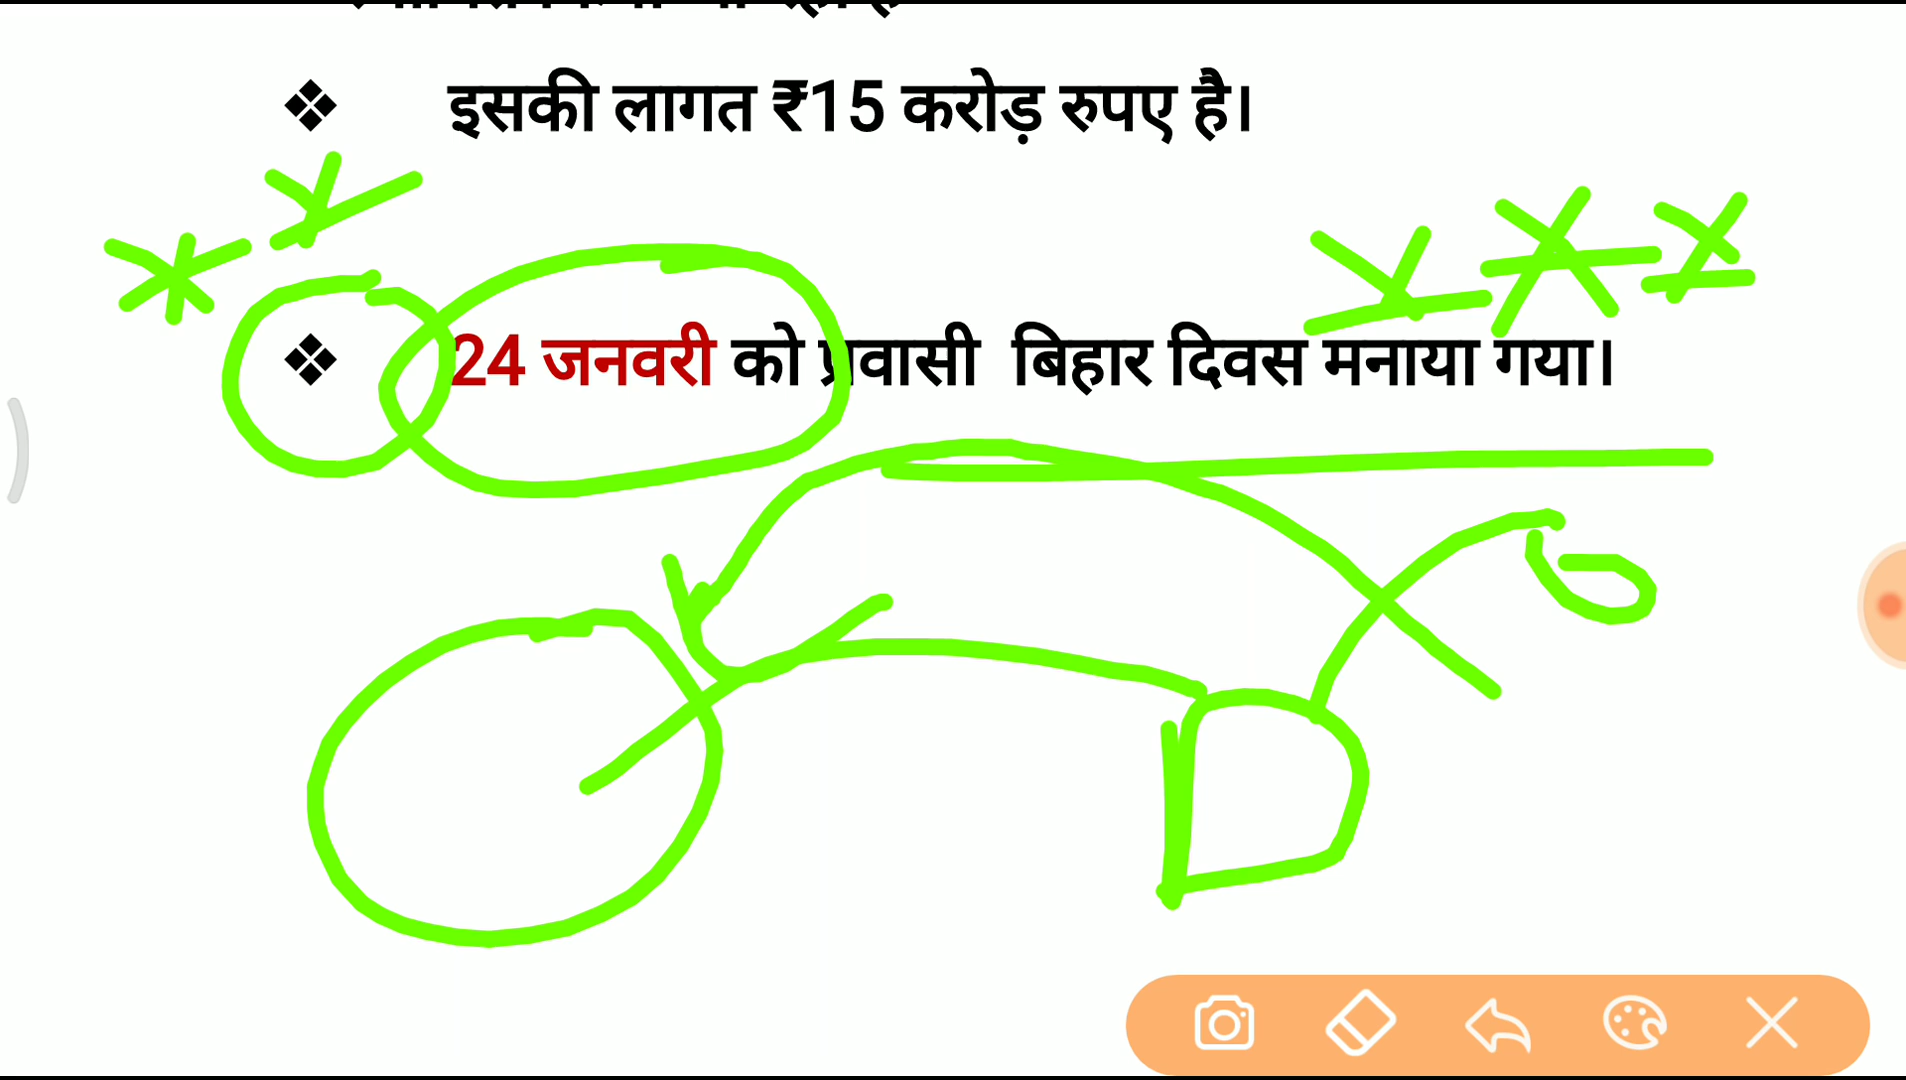 ❖ इसकी लागत ₹15 करोड़ रुपए है।
❖ 24 जनवरी को प्रवासी बिहार दिवस मनाया गया।